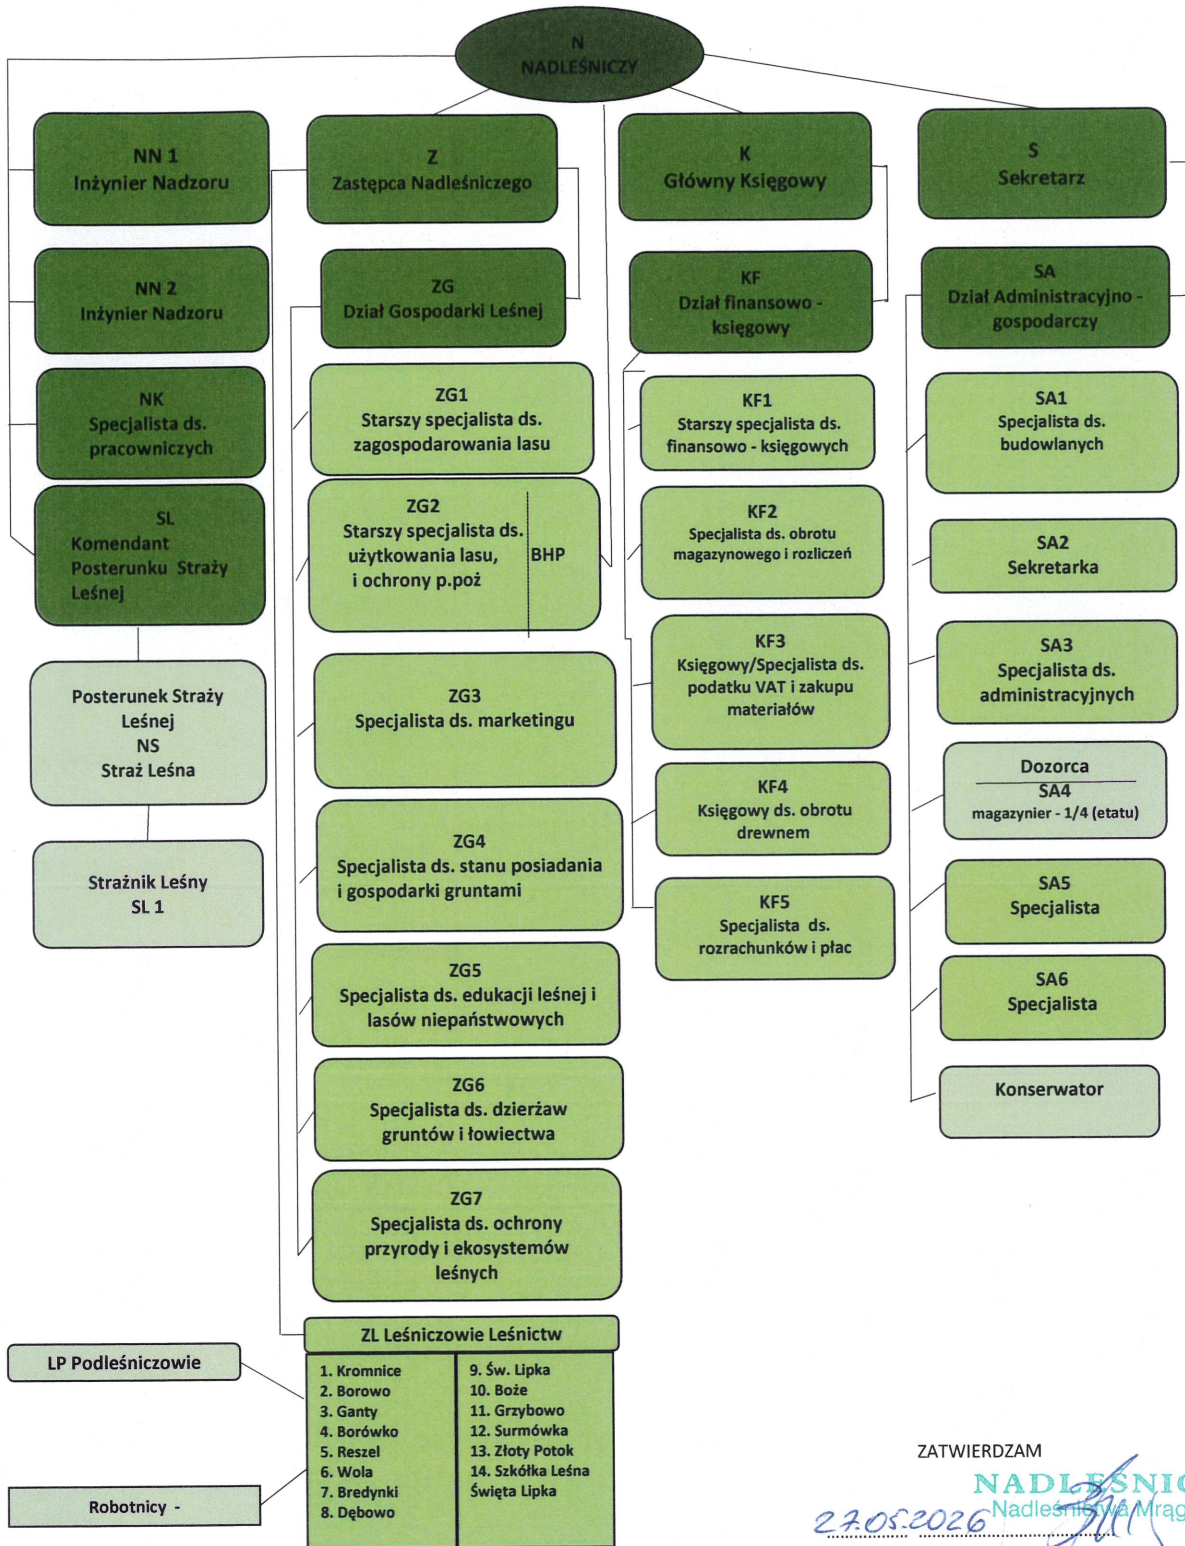 N
NADLEŚNICZY
NN 1
Inżynier Nadzoru
Z
Zastępca Nadleśniczego
K
Główny Księgowy
S
Sekretarz
NN 2
Inżynier Nadzoru
ZG
Dział Gospodarki Leśnej
KF
Dział finansowo -
księgowy
SA
Dział Administracyjno -
gospodarczy
NK
Specjalista ds.
pracowniczych
SL
Komendant
Posterunku Straży
Leśnej
Posterunek Straży
Leśnej
NS
Straż Leśna
Strażnik Leśny
SL 1
ZG1
Starszy specjalista ds.
zagospodarowania lasu
ZG2
Starszy specjalista ds.
użytkowania lasu,
i ochrony p.poż
BHP
ZG3
Specjalista ds. marketingu
ZG4
Specjalista ds. stanu posiadania
i gospodarki gruntami
ZG5
Specjalista ds. edukacji leśnej i
lasów niepaństwowych
ZG6
Specjalista ds. dzierżaw
gruntów i łowiectwa
ZG7
Specjalista ds. ochrony
przyrody i ekosystemów
leśnych
KF1
Starszy specjalista ds.
finansowo - księgowych
KF2
Specjalista ds. obrotu
magazynowego i rozliczeń
KF3
Księgowy/Specjalista ds.
podatku VAT i zakupu
materiałów
KF4
Księgowy ds. obrotu
drewnem
KF5
Specjalista ds.
rozrachunków i płac
SA1
Specjalista ds.
budowlanych
SA2
Sekretarka
SA3
Specjalista ds.
administracyjnych
Dozorca
SA4
magazynier - 1/4 (etatu)
SA5
Specjalista
SA6
Specjalista
Konserwator
ZL Leśniczowie Leśnictw
LP Podleśniczowie
Robotnicy -
1. Kromnice
2. Borowo
3. Ganty
4. Borówko
5. Reszel
6. Wola
7. Bredynki
8. Dębowo
9. Św. Lipka
10. Boże
11. Grzybowo
12. Surmówka
13. Złoty Potok
14. Szkółka Leśna
Święta Lipka
ZATWIERDZAM
NADLEŚNIC
Nadleśnictwa Mrąg
27.05.2026